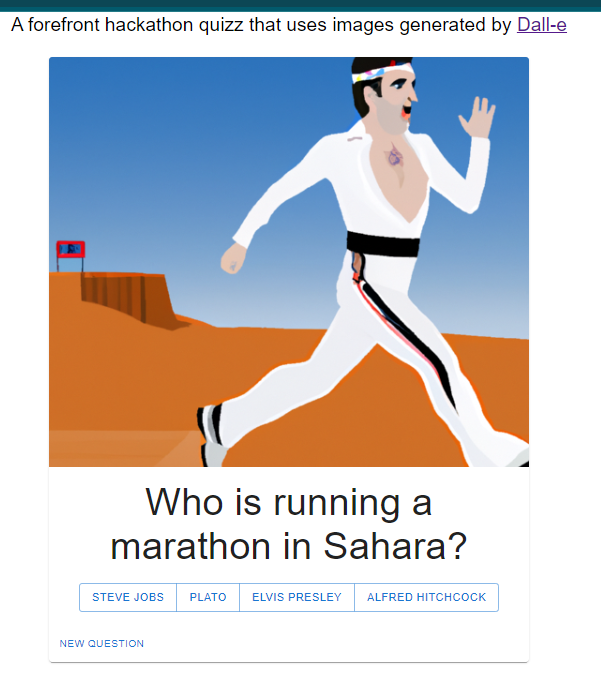 A forefront hackathon quizz that uses images generated by Dall-e
Who is running a
marathon in Sahara?
STEVE JOBS PLATO ELVIS PRESLEY ALFRED HITCHCOCK
NEW QUESTION